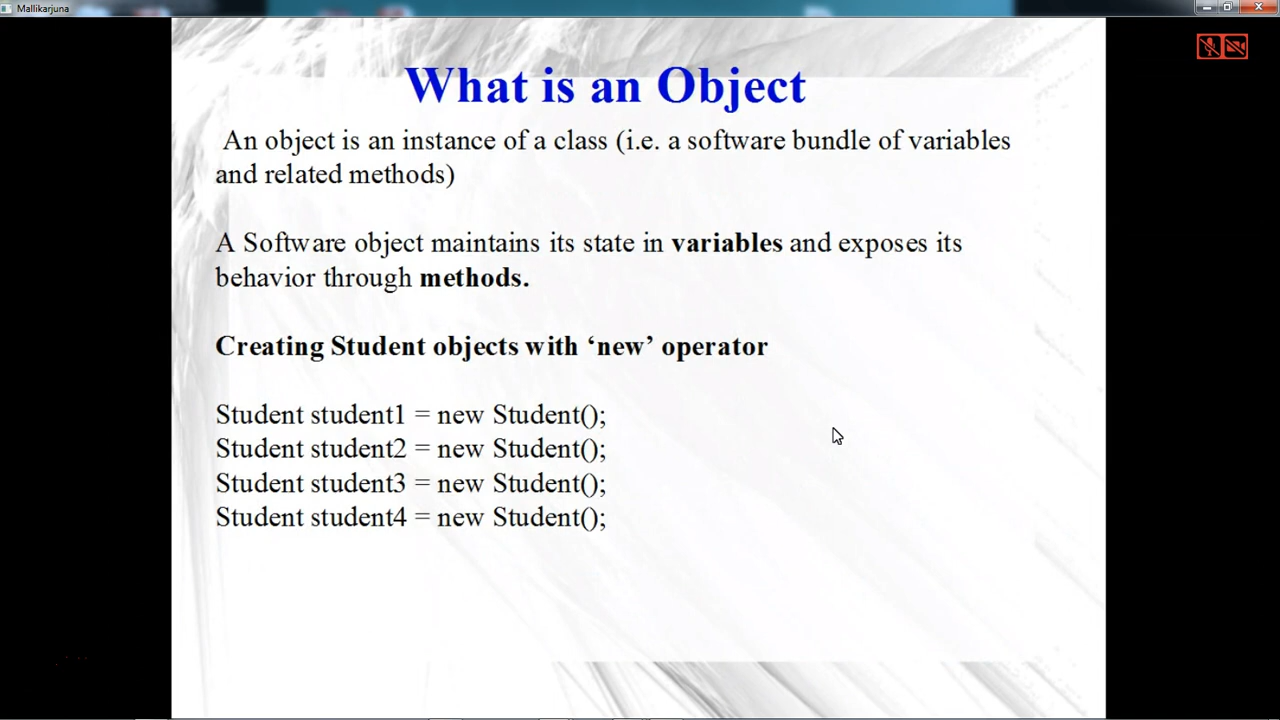 Mallikarjuna
What is an Object
An object is an instance of a class (i.e. a software bundle of variables
and related methods)
A Software object maintains its state in variables and exposes its
behavior through methods.
Creating Student objects with ‘new’ operator
Student student1 = new Student();
Student student2 = new Student();
Student student3 = new Student();
Student student4 = new Student();